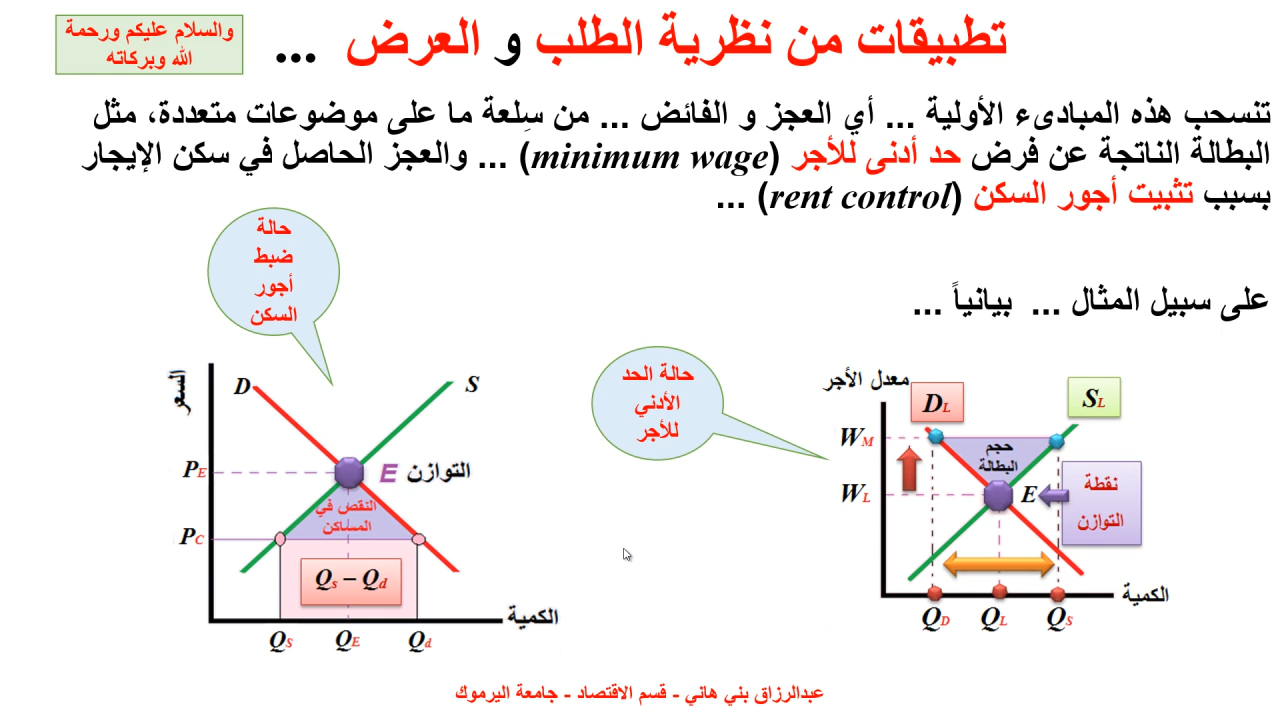 والسلام عليكم ورحمة
الله وبركاته
تطبيقات من نظرية الطلب و العرض ...
تنسحب هذه المبادىء الأولية ... أي العجز و الفائض ... من سِلعة ما على موضوعات متعددة، مثل
البطالة الناتجة عن فرض حد أدنى للأجر (minimum wage) ... والعجز الحاصل في سكن الإيجار
بسبب تثبيت أجور السكن (rent control) ...
على سبيل المثال ... بيانياً ...
حالة
ضبط
أجور
السكن
حالة الحد
الأدني
للأجر
السعر
D
S
PE
E التوازن
النقص في
المساكن
PC
Qs – Qd
الكمية
QS
QE
Qd
معدل الأجر
DL
SL
WM
حجم
البطالة
WL
E
نقطة
التوازن
الكمية
QD
QL
QS
عبدالرزاق بني هاني - قسم الاقتصاد - جامعة اليرموك